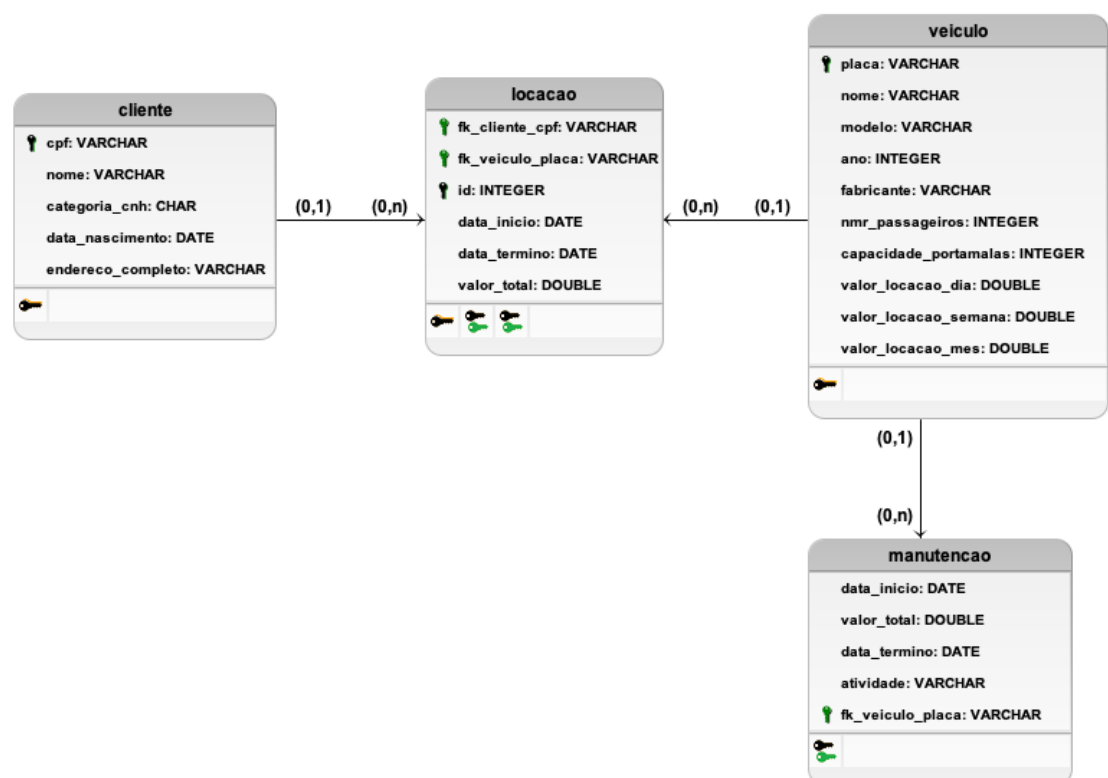 cliente
cpf: VARCHAR
nome: VARCHAR
categoria_cnh: CHAR
data_nascimento: DATE
endereco_completo: VARCHAR
(0,1)
(0,n)
locacao
fk_cliente_cpf: VARCHAR
fk_veiculo_placa: VARCHAR
id: INTEGER
data_inicio: DATE
data_termino: DATE
valor_total: DOUBLE
(0,n)
(0,1)
veiculo
placa: VARCHAR
nome: VARCHAR
modelo: VARCHAR
ano: INTEGER
fabricante: VARCHAR
nmr_passageiros: INTEGER
capacidade_portamalas: INTEGER
valor_locacao_dia: DOUBLE
valor_locacao_semana: DOUBLE
valor_locacao_mes: DOUBLE
(0,1)
(0,n)
manutencao
data_inicio: DATE
valor_total: DOUBLE
data_termino: DATE
atividade: VARCHAR
fk_veiculo_placa: VARCHAR